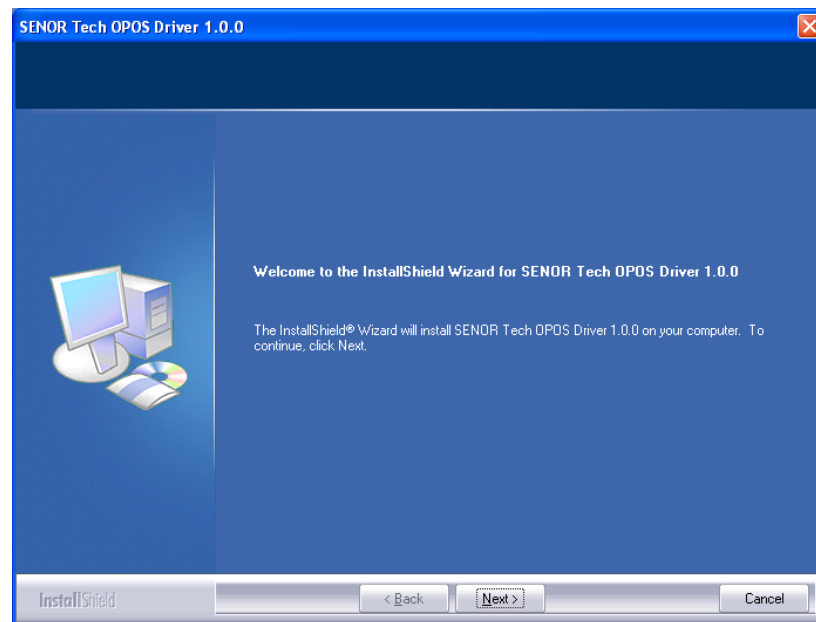 SENOR Tech OPOS Driver 1.0.0
Welcome to the InstallShield Wizard for SENOR Tech OPOS Driver 1.0.0
The InstallShield® Wizard will install SENOR Tech OPOS Driver 1.0.0 on your computer. To
continue, click Next.
InstallShield
< Back
Next >
Cancel